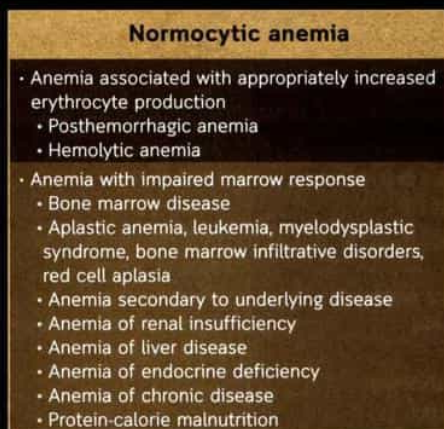 Normocytic anemia
• Anemia associated with appropriately increased
erythrocyte production
• Posthemorrhagic anemia
• Hemolytic anemia
• Anemia with impaired marrow response
• Bone marrow disease
• Aplastic anemia, leukemia, myelodysplastic
syndrome, bone marrow infiltrative disorders,
red cell aplasia
• Anemia secondary to underlying disease
• Anemia of renal insufficiency
• Anemia of liver disease
• Anemia of endocrine deficiency
• Anemia of chronic disease
• Protein-calorie malnutrition